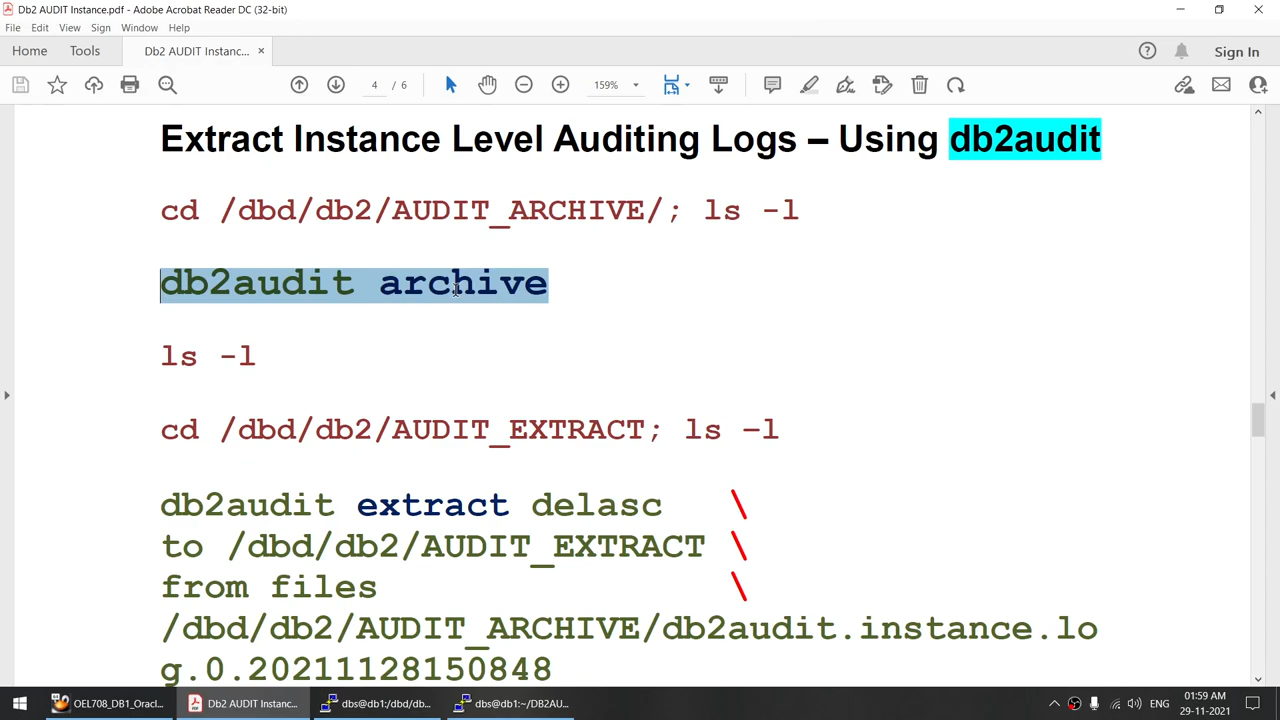 Db2 AUDIT Instance.pdf - Adobe Acrobat Reader DC (32-bit)
File Edit View Sign Window Help
Home Tools Db2 AUDIT Instanc... × Sign In
4 / 6 159%
Extract Instance Level Auditing Logs – Using db2audit
cd /dbd/db2/AUDIT_ARCHIVE/; ls -l
db2audit archive
ls -l
cd /dbd/db2/AUDIT_EXTRACT; ls –l
db2audit extract delasc \
to /dbd/db2/AUDIT_EXTRACT \
from files \
/dbd/db2/AUDIT_ARCHIVE/db2audit.instance.lo
g.0.20211128150848
OEL708_DB1_Oracl... Db2 AUDIT Instanc... dbs@db1:/dbd/db... dbs@db1:~/DB2AU... ENG 01:59 AM
29-11-2021